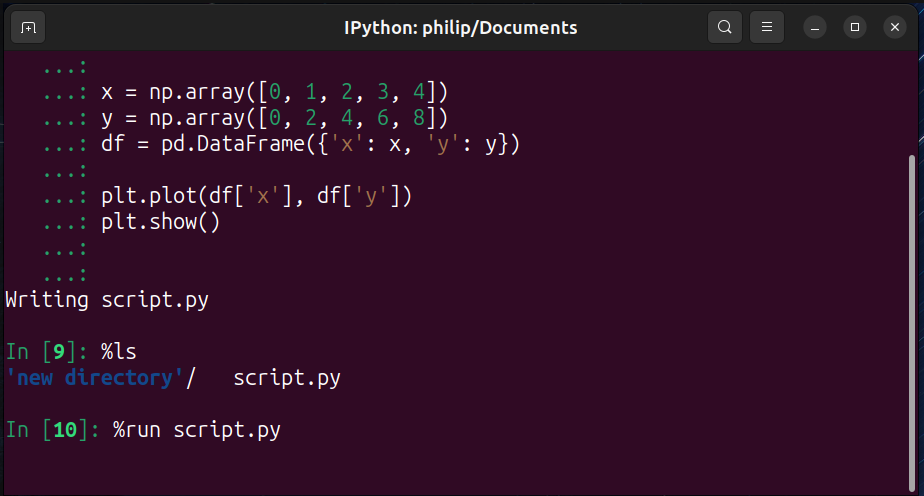 IPython: philip/Documents
...:
...: x = np.array([0, 1, 2, 3, 4])
...: y = np.array([0, 2, 4, 6, 8])
...: df = pd.DataFrame({'x': x, 'y': y})
...:
...: plt.plot(df['x'], df['y'])
...: plt.show()
...:
...:
Writing script.py
In [9]: %ls
'new directory'/   script.py
In [10]: %run script.py